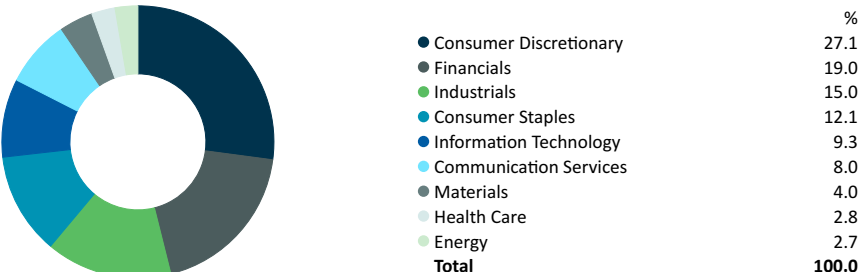 %
Consumer Discretionary 27.1
Financials 19.0
Industrials 15.0
Consumer Staples 12.1
Information Technology 9.3
Communication Services 8.0
Materials 4.0
Health Care 2.8
Energy 2.7
Total 100.0